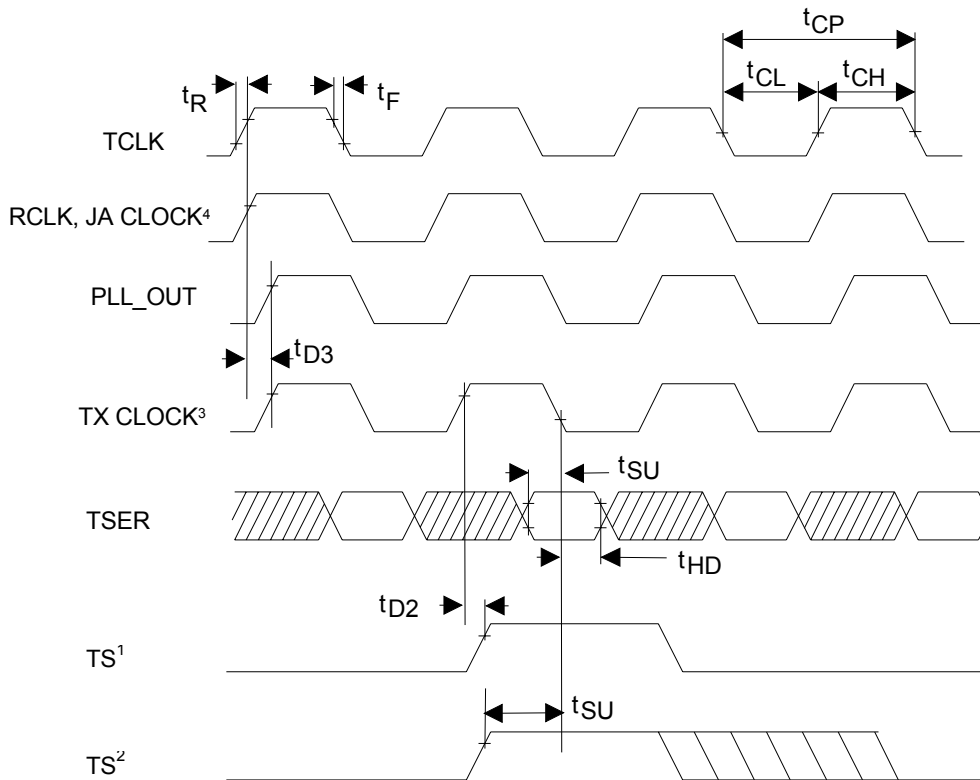 tCP
tCL tCH
tR tF
TCLK
RCLK, JA CLOCK⁴
PLL_OUT
tD3
TX CLOCK³
tSU
TSER
tHD
tD2
TS¹
tSU
TS²